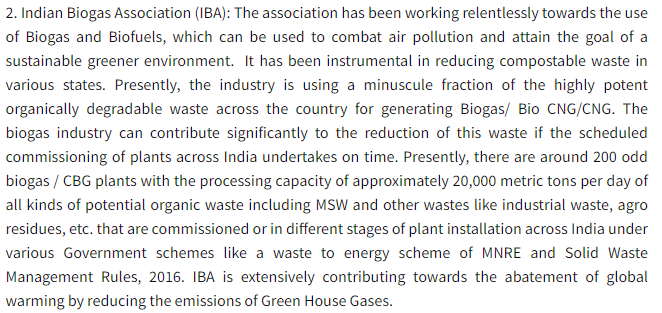 2. Indian Biogas Association (IBA): The association has been working relentlessly towards the use
of Biogas and Biofuels, which can be used to combat air pollution and attain the goal of a
sustainable greener environment. It has been instrumental in reducing compostable waste in
various states. Presently, the industry is using a minuscule fraction of the highly potent
organically degradable waste across the country for generating Biogas/ Bio CNG/CNG. The
biogas industry can contribute significantly to the reduction of this waste if the scheduled
commissioning of plants across India undertakes on time. Presently, there are around 200 odd
biogas / CBG plants with the processing capacity of approximately 20,000 metric tons per day of
all kinds of potential organic waste including MSW and other wastes like industrial waste, agro
residues, etc. that are commissioned or in different stages of plant installation across India under
various Government schemes like a waste to energy scheme of MNRE and Solid Waste
Management Rules, 2016. IBA is extensively contributing towards the abatement of global
warming by reducing the emissions of Green House Gases.